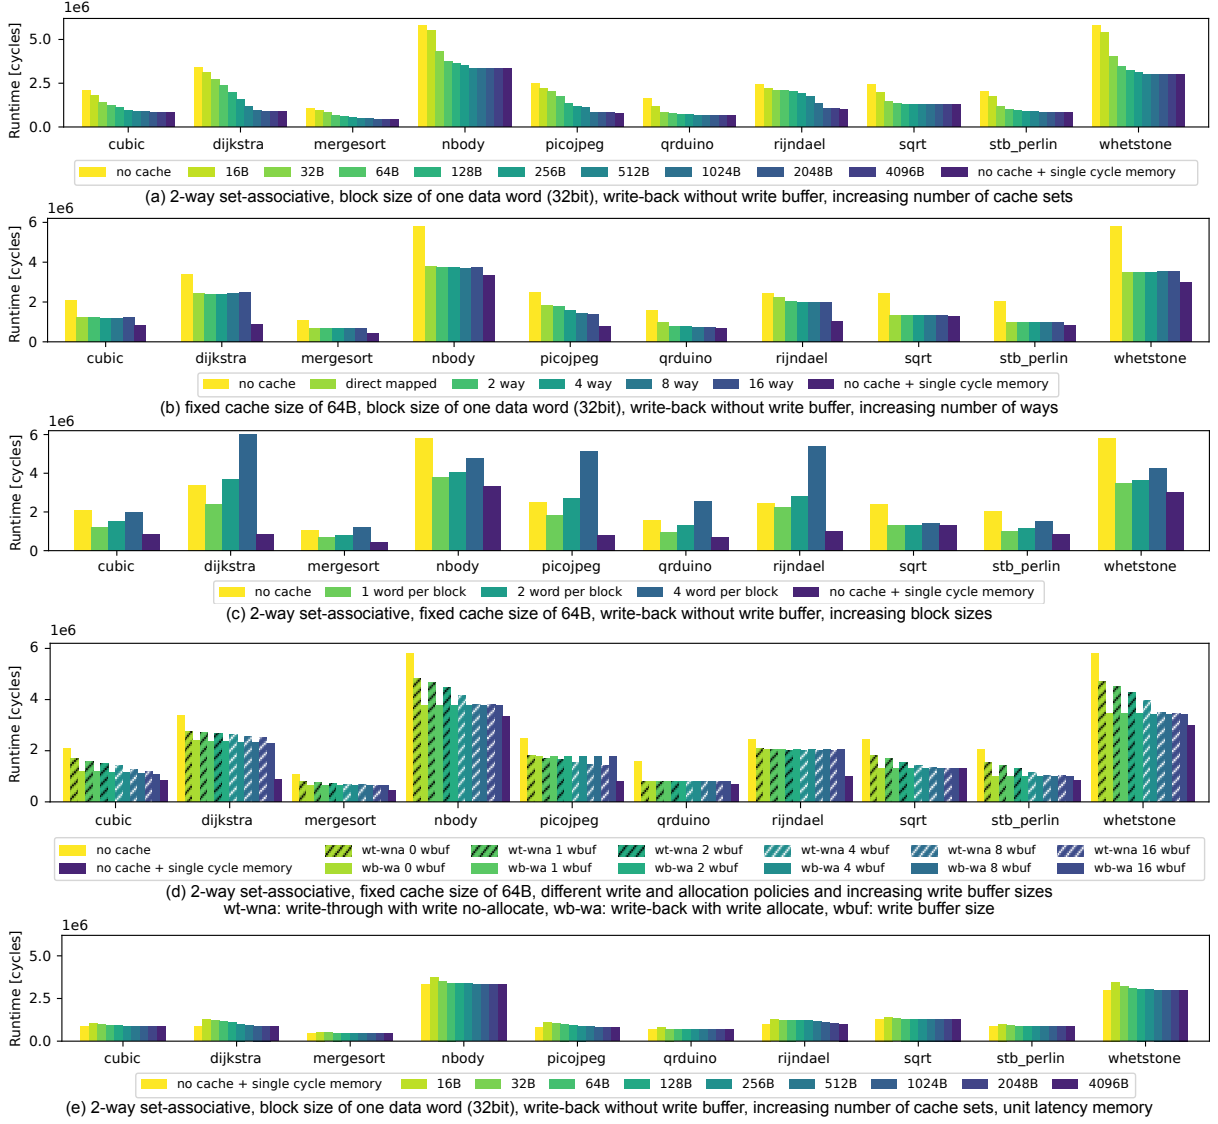 1e6
Runtime [cycles]
5.0
2.5
0.0
cubic dijkstra mergesort nbody picojpeg qrduino rijndael sqrt stb_perlin whetstone
no cache 16B 32B 64B 128B 256B 512B 1024B 2048B 4096B no cache + single cycle memory
(a) 2-way set-associative, block size of one data word (32bit), write-back without write buffer, increasing number of cache sets
1e6
Runtime [cycles]
6
4
2
0
cubic dijkstra mergesort nbody picojpeg qrduino rijndael sqrt stb_perlin whetstone
no cache direct mapped 2 way 4 way 8 way 16 way no cache + single cycle memory
(b) fixed cache size of 64B, block size of one data word (32bit), write-back without write buffer, increasing number of ways
1e6
Runtime [cycles]
6
4
2
0
cubic dijkstra mergesort nbody picojpeg qrduino rijndael sqrt stb_perlin whetstone
no cache 1 word per block 2 word per block 4 word per block no cache + single cycle memory
(c) 2-way set-associative, fixed cache size of 64B, write-back without write buffer, increasing block sizes
1e6
Runtime [cycles]
6
4
2
0
cubic dijkstra mergesort nbody picojpeg qrduino rijndael sqrt stb_perlin whetstone
no cache wt-wna 0 wbuf wt-wna 1 wbuf wt-wna 2 wbuf wt-wna 4 wbuf wt-wna 8 wbuf wt-wna 16 wbuf
no cache + single cycle memory wb-wa 0 wbuf wb-wa 1 wbuf wb-wa 2 wbuf wb-wa 4 wbuf wb-wa 8 wbuf wb-wa 16 wbuf
(d) 2-way set-associative, fixed cache size of 64B, different write and allocation policies and increasing write buffer sizes
wt-wna: write-through with write no-allocate, wb-wa: write-back with write allocate, wbuf: write buffer size
1e6
Runtime [cycles]
5.0
2.5
0.0
cubic dijkstra mergesort nbody picojpeg qrduino rijndael sqrt stb_perlin whetstone
no cache + single cycle memory 16B 32B 64B 128B 256B 512B 1024B 2048B 4096B
(e) 2-way set-associative, block size of one data word (32bit), write-back without write buffer, increasing number of cache sets, unit latency memory